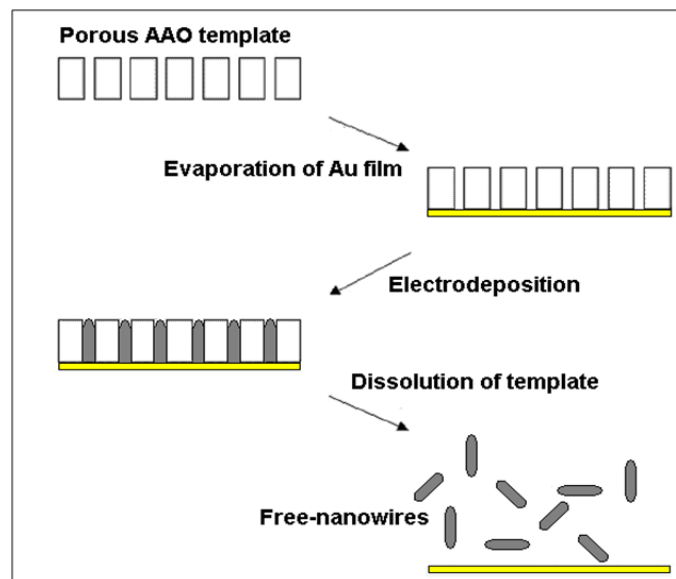 Porous AAO template
Evaporation of Au film
Electrodeposition
Dissolution of template
Free-nanowires